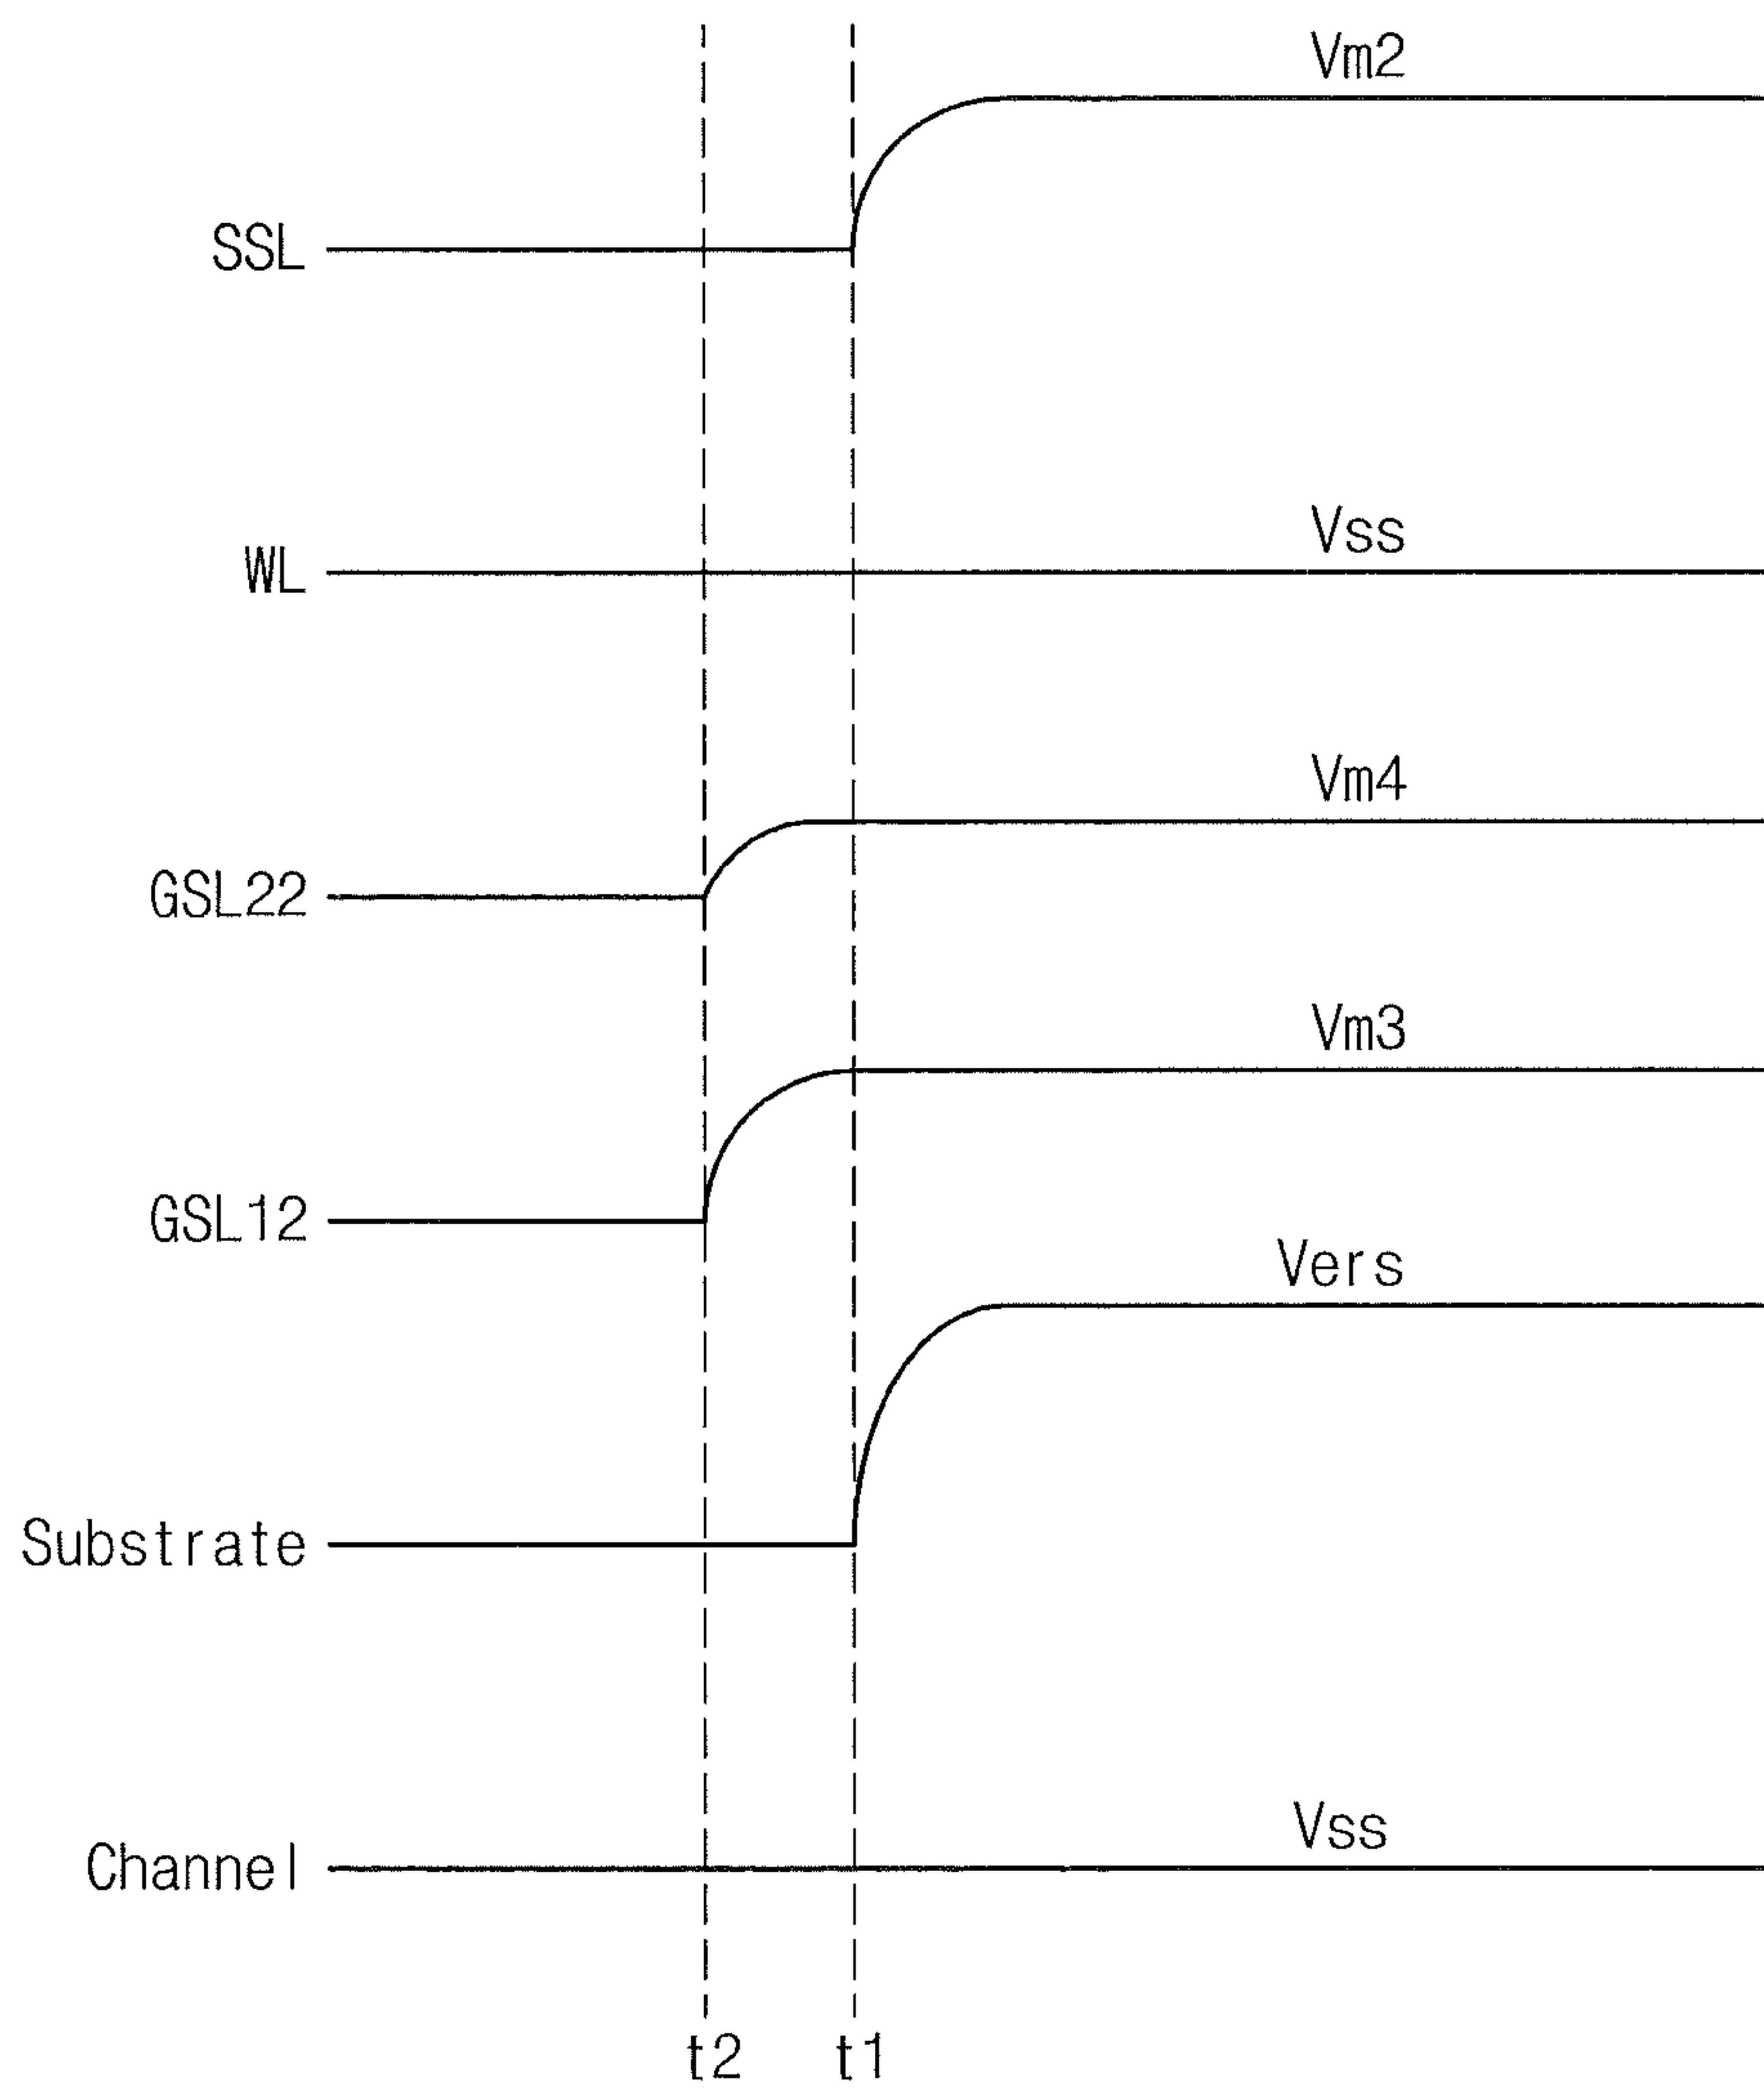 Vm2
SSL
Vss
WL
Vm4
GSL22
Vm3
GSL12
Vers
Substrate
Vss
Channel
t2 t1